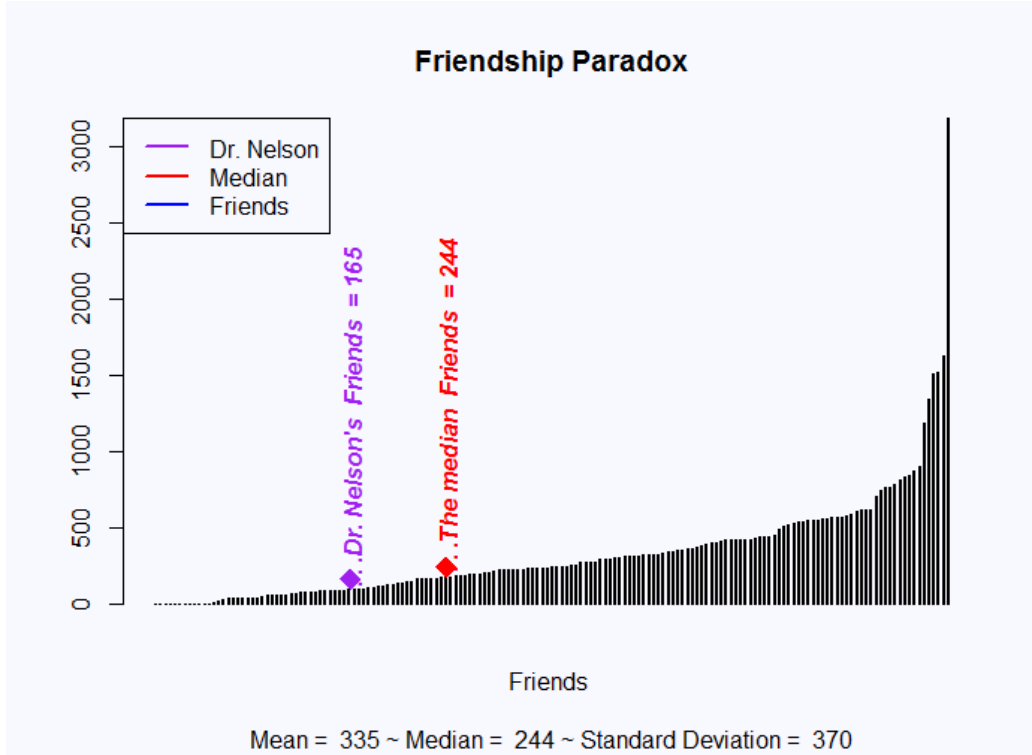 Friendship Paradox
3000
2500
2000
1500
1000
500
0
Dr. Nelson
Median
Friends
. . .Dr. Nelson's Friends = 165
. . .The median Friends = 244
Friends
Mean = 335 ~ Median = 244 ~ Standard Deviation = 370